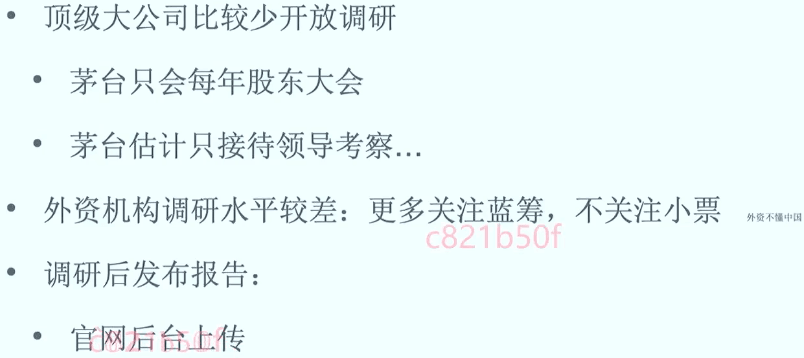 • 顶级大公司比较少开放调研
• 茅台只会每年股东大会
• 茅台估计只接待领导考察...
• 外资机构调研水平较差：更多关注蓝筹，不关注小票 外资不懂中国
c821b50f
• 调研后发布报告：
• 官网后台上传
c821b50f